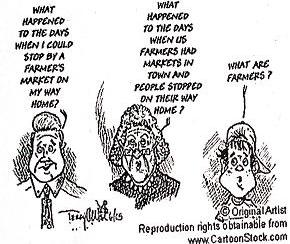 WHAT
HAPPENED
TO THE DAYS
WHEN I COULD
STOP BY A
FARMER'S
MARKET ON
MY WAY
HOME?
WHAT
HAPPENED
TO THE DAYS
WHEN US
FARMERS HAD
MARKETS IN
TOWN AND
PEOPLE STOPPED
ON THEIR WAY
HOME?
WHAT ARE
FARMERS?
© Original Artist
Reproduction rights obtainable from
www.CartoonStock.com